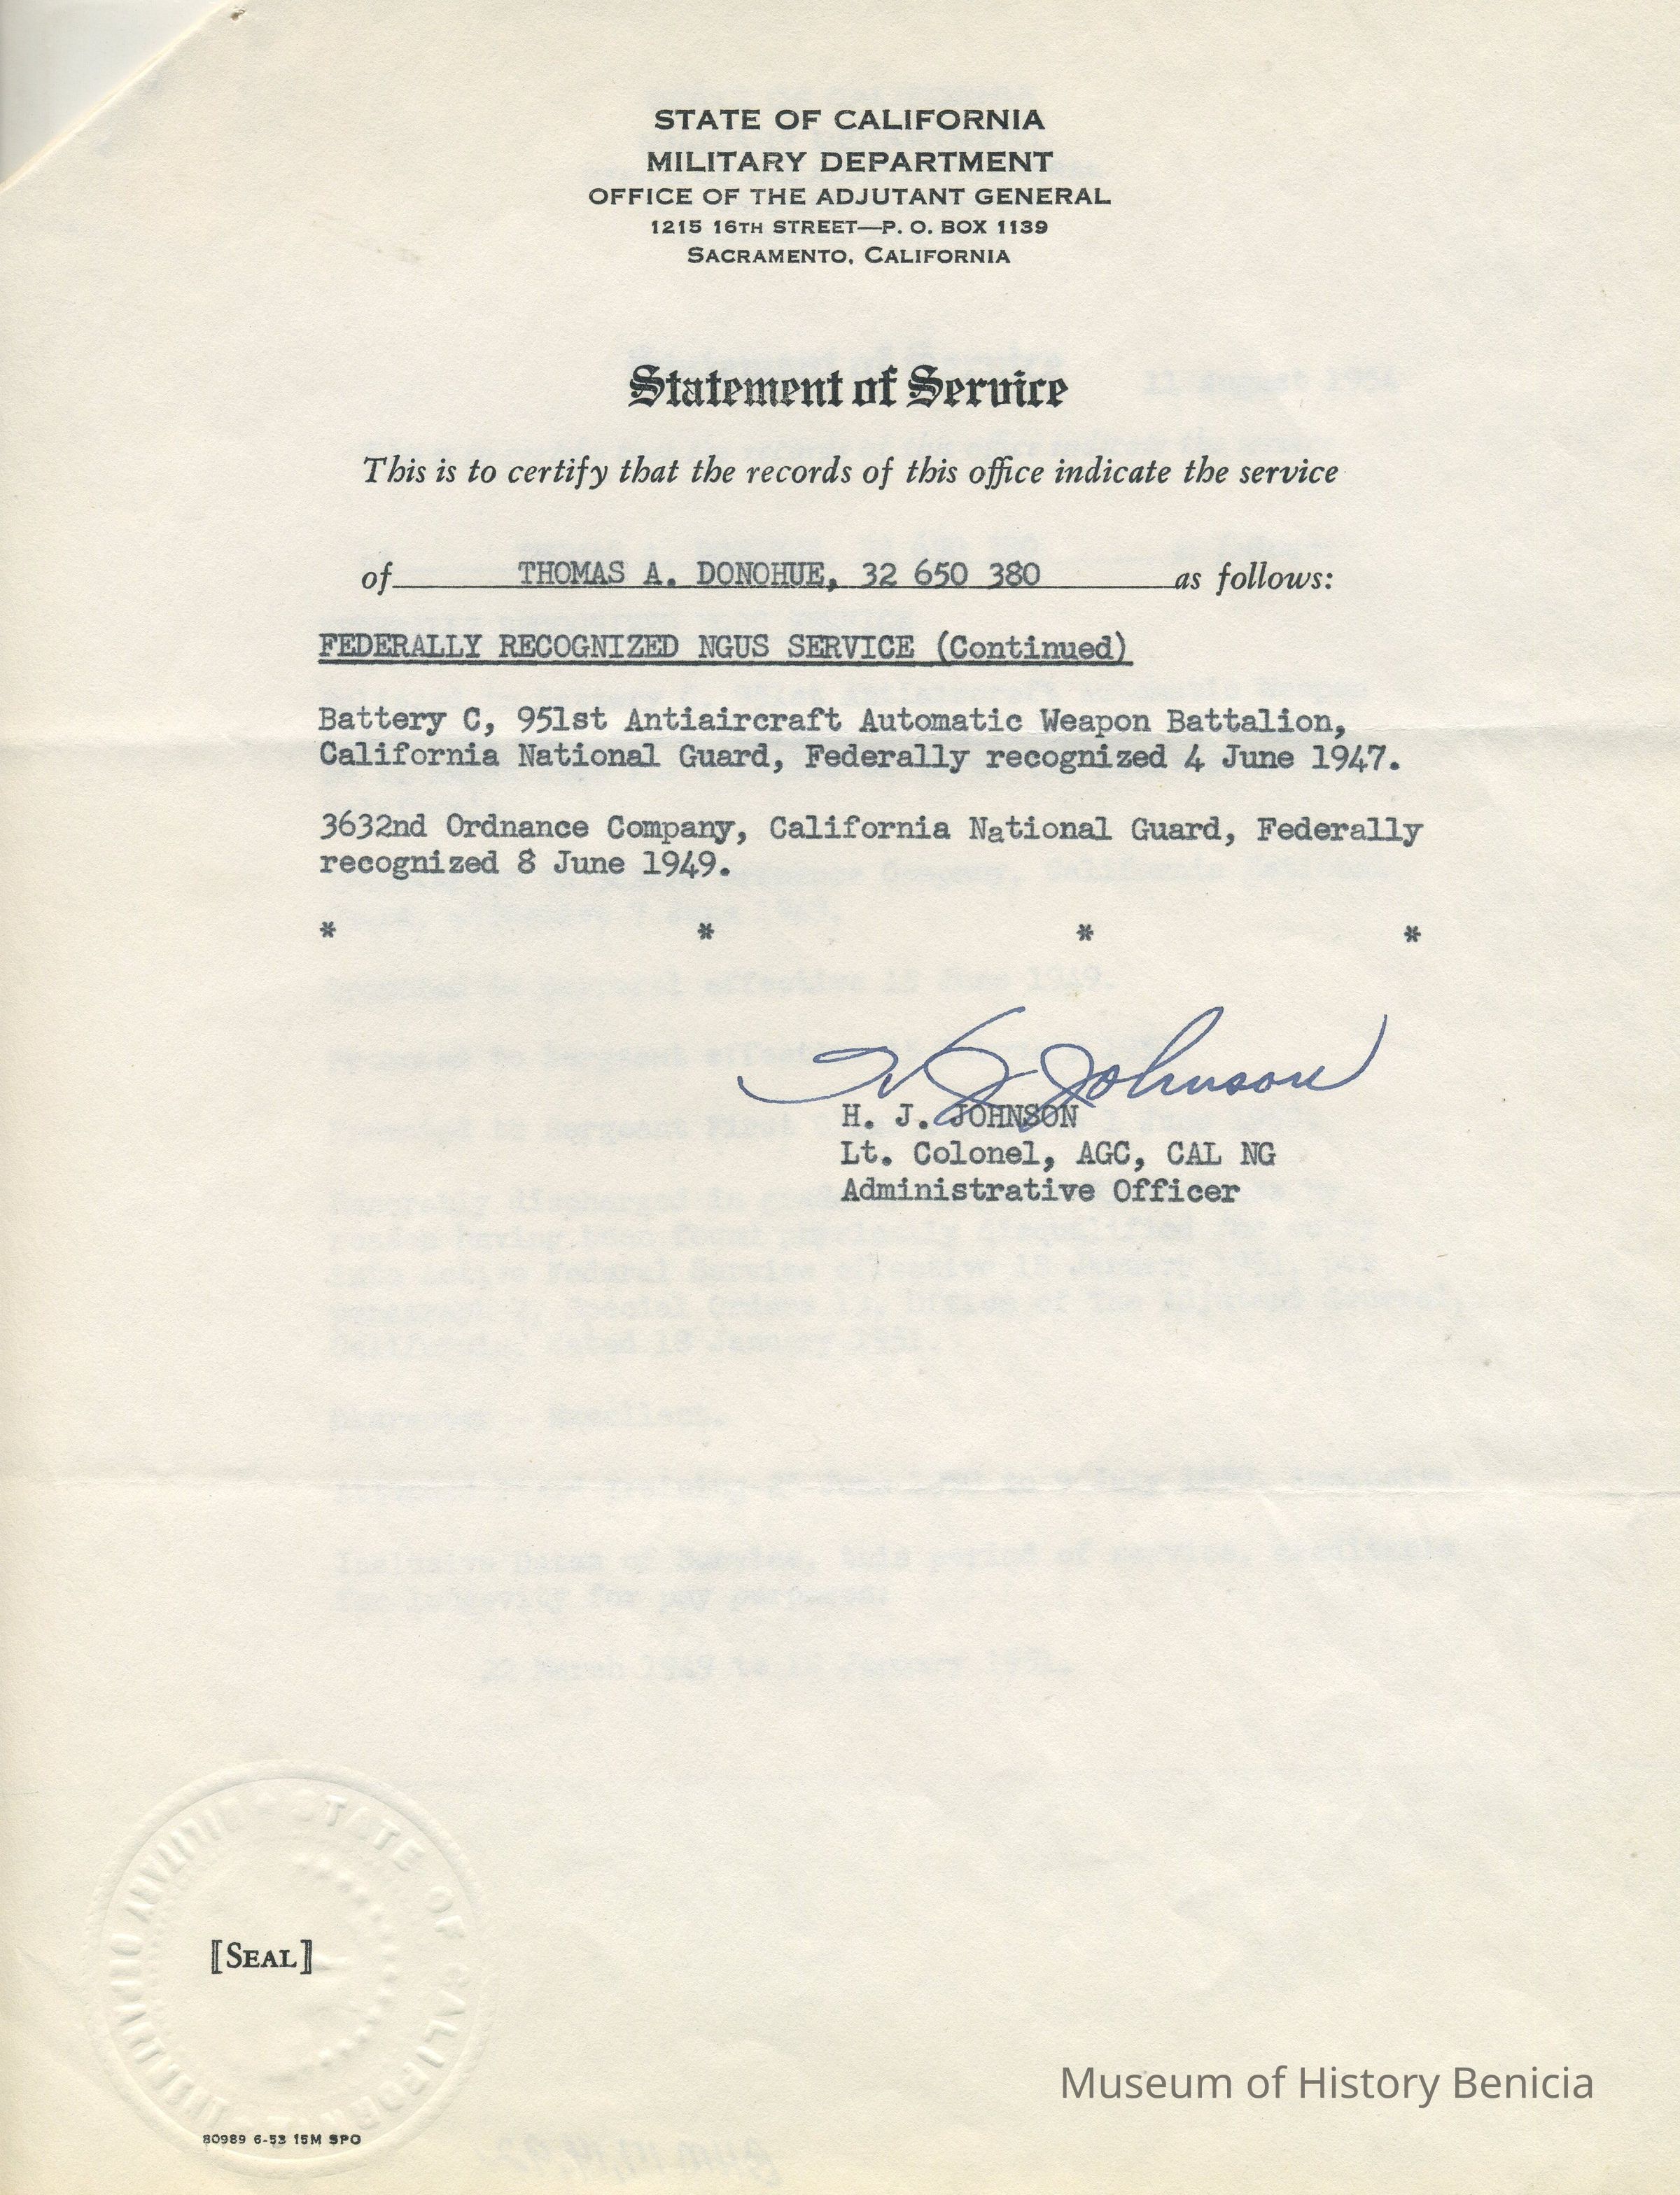 STATE OF CALIFORNIA
MILITARY DEPARTMENT
OFFICE OF THE ADJUTANT GENERAL
1215 16TH STREET—P. O. BOX 1139
SACRAMENTO, CALIFORNIA
Statement of Service
This is to certify that the records of this office indicate the service
of THOMAS A. DONOHUE, 32 650 380 as follows:
FEDERALLY RECOGNIZED NGUS SERVICE (Continued)
Battery C, 951st Antiaircraft Automatic Weapon Battalion,
California National Guard, Federally recognized 4 June 1947.
3632nd Ordnance Company, California National Guard, Federally
recognized 8 June 1949.
* * * *
H J Johnson
H. J. JOHNSON
Lt. Colonel, AGC, CAL NG
Administrative Officer
STATE OF CALIFORNIA
[SEAL]
80989 6-53 15M SPO
Museum of History Benicia